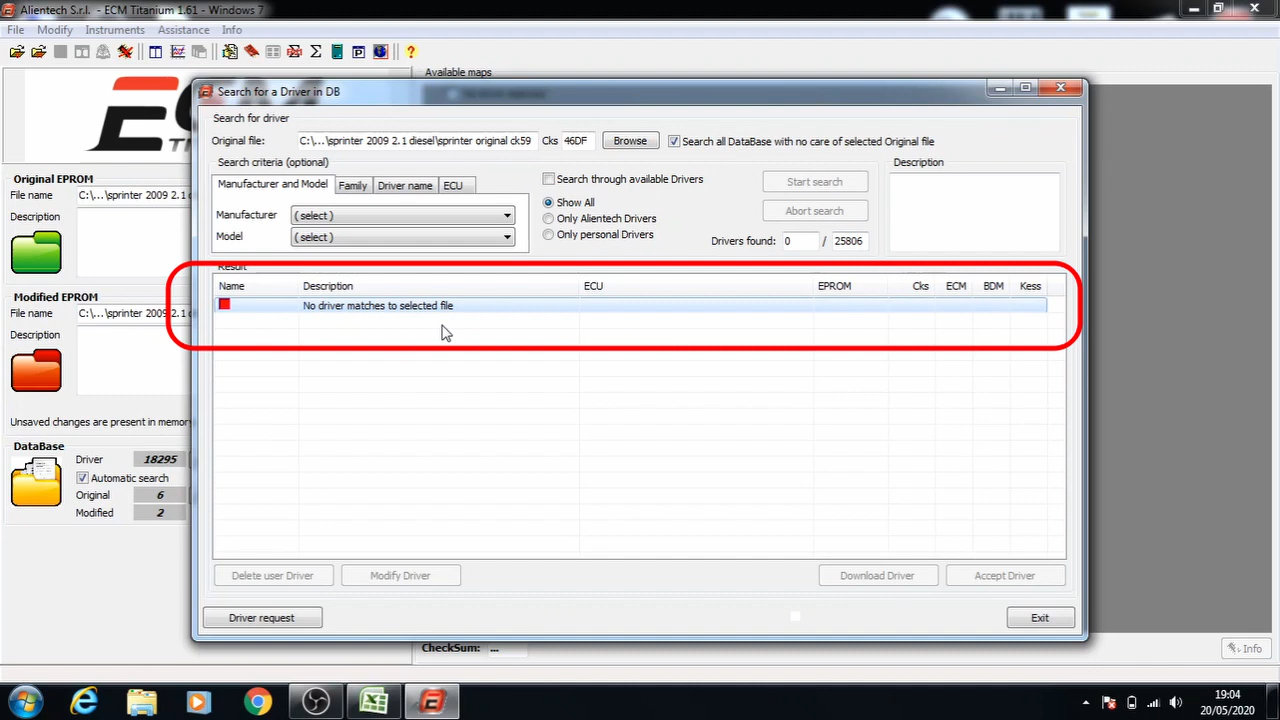 Alientech S.r.l. - ECM Titanium 1.61 - Windows 7
File Modify Instruments Assistance Info
Available maps
Search for a Driver in DB
Search for driver
Original file: C:\...\sprinter 2009 2.1 diesel\sprinter original ck59 Cks 46DF Browse Search all DataBase with no care of selected Original file
Search criteria (optional)
Description
Manufacturer and Model Family Driver name ECU
Search through available Drivers
Start search
Show All
Manufacturer ( select )
Only Alientech Drivers
Abort search
Model ( select )
Only personal Drivers
Drivers found: 0 / 25806
Result
Name Description ECU EPROM Cks ECM BDM Kess
No driver matches to selected file
Delete user Driver Modify Driver Download Driver Accept Driver
Driver request Exit
Original EPROM
File name C:\...\sprinter 2009 2.
Description
Modified EPROM
File name C:\...\sprinter 2009 2.
Description
Unsaved changes are present in memory
DataBase
Driver 18295
Automatic search
Original 6
Modified 2
CheckSum: ...
Info
19:04
20/05/2020